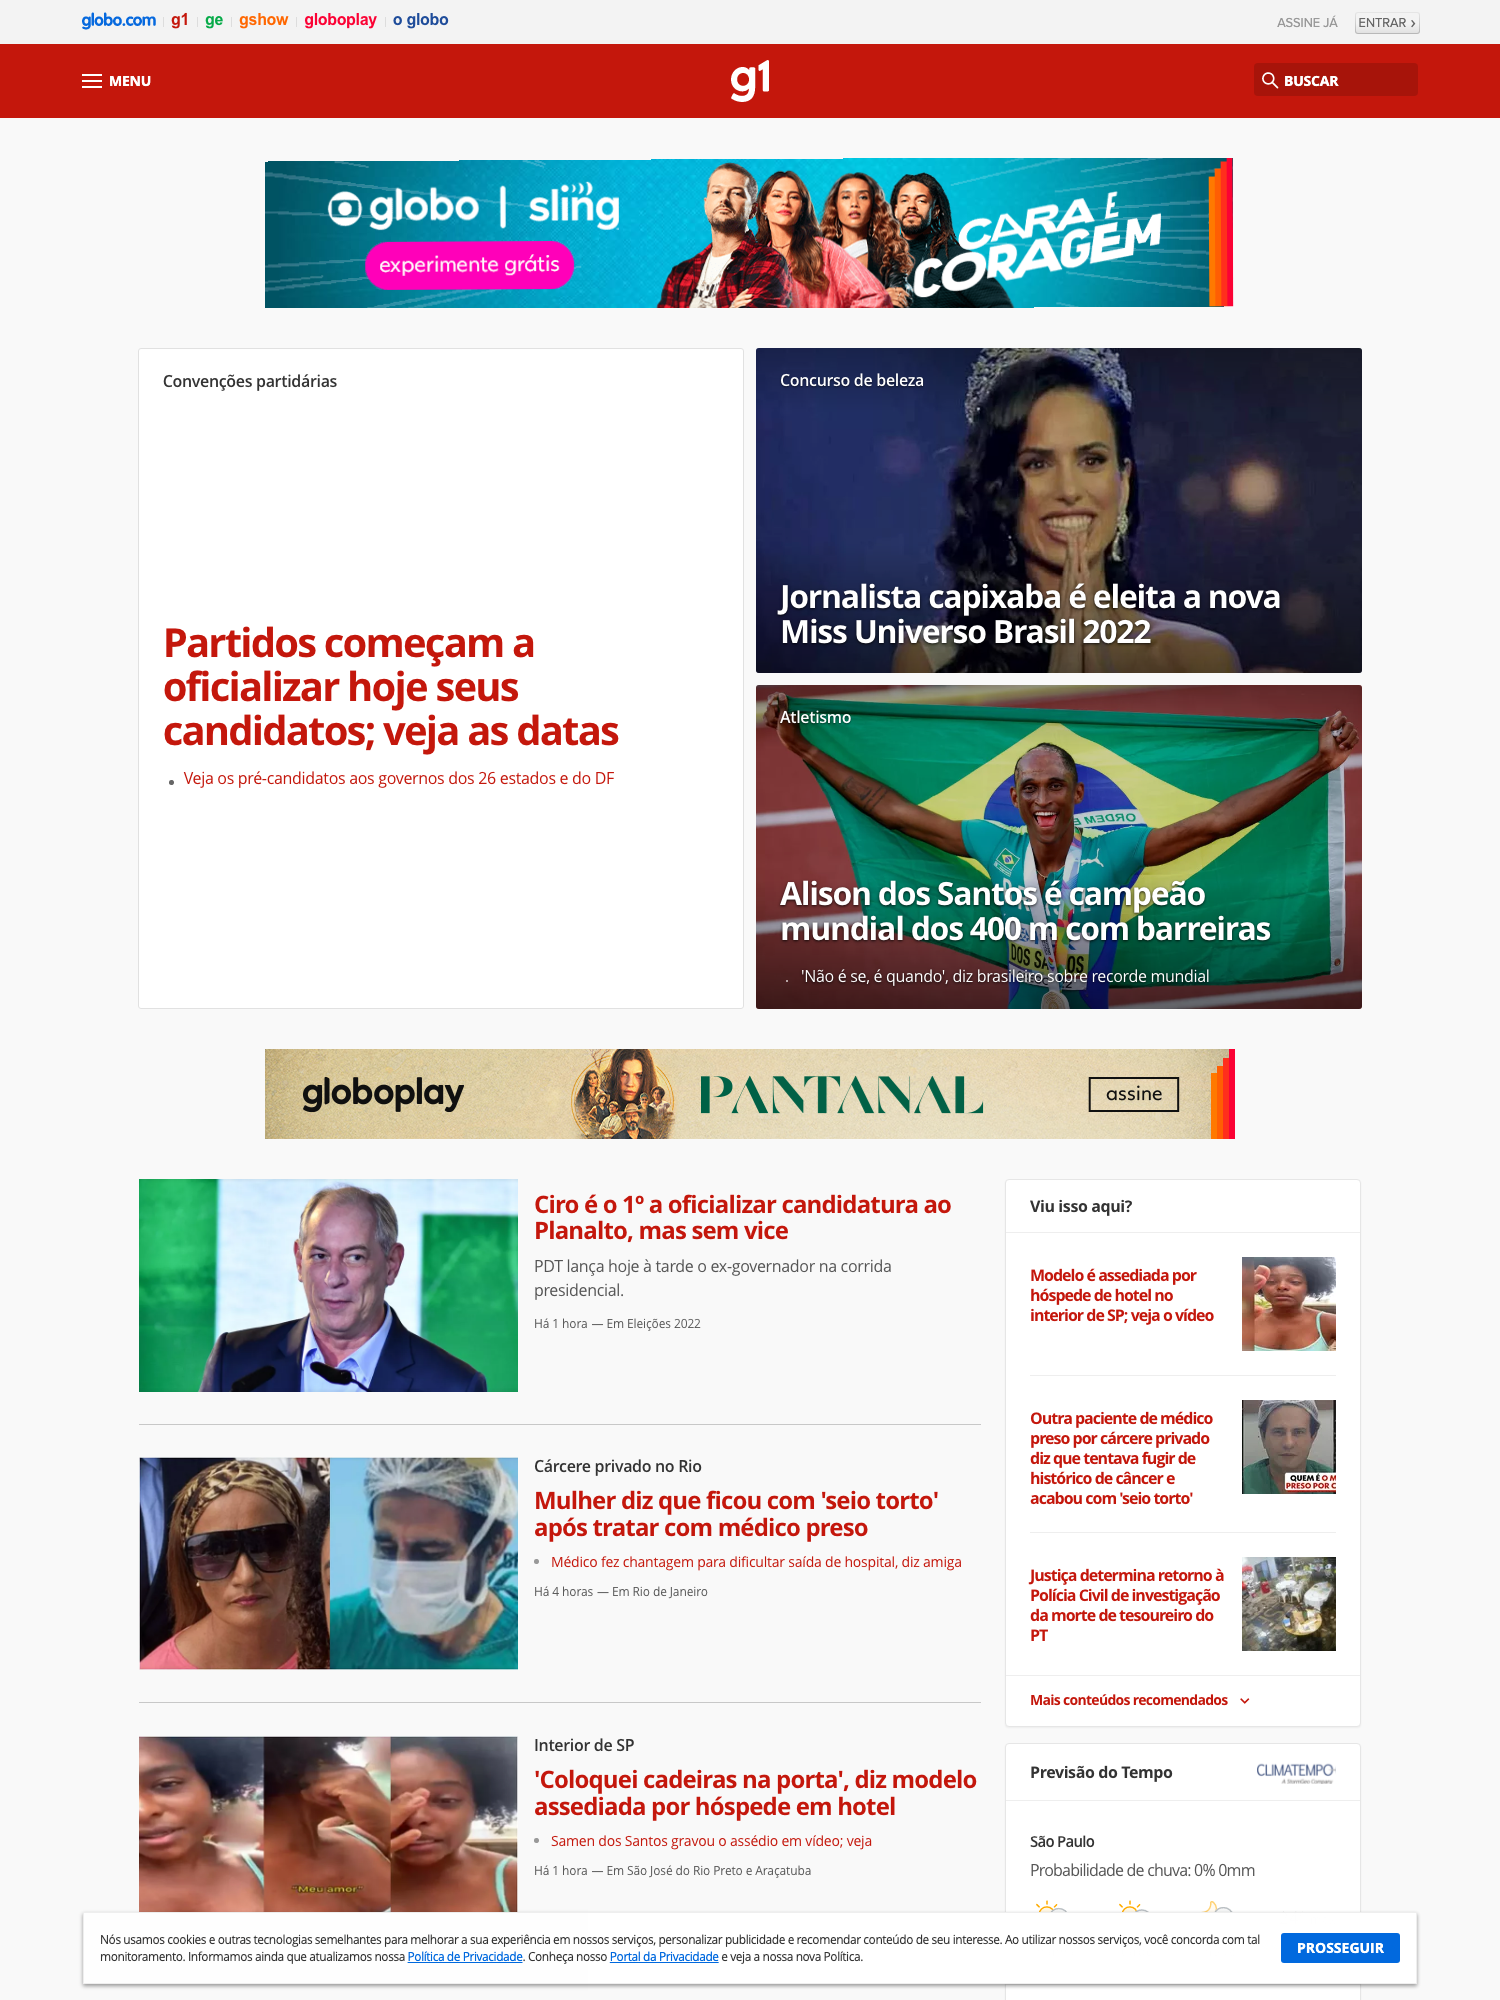 globo.com
g1
ge
gshow
globoplay
o globo
ASSINE JÁ
ENTRAR ›
MENU
g1
BUSCAR
globo | sling
experimente grátis
CARA E
CORAGEM
Convenções partidárias
Partidos começam a
oficializar hoje seus
candidatos; veja as datas
Veja os pré-candidatos aos governos dos 26 estados e do DF
Concurso de beleza
Jornalista capixaba é eleita a nova
Miss Universo Brasil 2022
Atletismo
ORDEM E
Alison dos Santos é campeão
mundial dos 400 m com barreiras
'Não é se, é quando', diz brasileiro sobre recorde mundial
globoplay
PANTANAL
assine
Ciro é o 1º a oficializar candidatura ao
Planalto, mas sem vice
PDT lança hoje à tarde o ex-governador na corrida
presidencial.
Há 1 hora — Em Eleições 2022
Cárcere privado no Rio
Mulher diz que ficou com 'seio torto'
após tratar com médico preso
Médico fez chantagem para dificultar saída de hospital, diz amiga
Há 4 horas — Em Rio de Janeiro
Interior de SP
'Coloquei cadeiras na porta', diz modelo
assediada por hóspede em hotel
Samen dos Santos gravou o assédio em vídeo; veja
Há 1 hora — Em São José do Rio Preto e Araçatuba
"Meu amor"
Viu isso aqui?
Modelo é assediada por
hóspede de hotel no
interior de SP; veja o vídeo
Outra paciente de médico
preso por cárcere privado
diz que tentava fugir de
histórico de câncer e
acabou com 'seio torto'
QUEM É O M
PRESO POR C
Justiça determina retorno à
Polícia Civil de investigação
da morte de tesoureiro do
PT
Mais conteúdos recomendados
Previsão do Tempo
CLIMATEMPO
São Paulo
Probabilidade de chuva: 0% 0mm
Nós usamos cookies e outras tecnologias semelhantes para melhorar a sua experiência em nossos serviços, personalizar publicidade e recomendar conteúdo de seu interesse. Ao utilizar nossos serviços, você concorda com tal
monitoramento. Informamos ainda que atualizamos nossa Política de Privacidade. Conheça nosso Portal da Privacidade e veja a nossa nova Política.
PROSSEGUIR